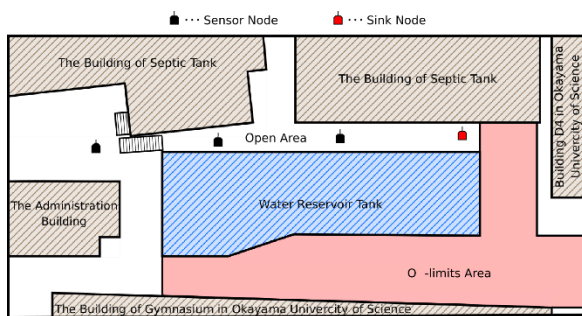 ··· Sensor Node
··· Sink Node
The Building of Septic Tank
The Building of Septic Tank
Building D4 in Okayama
Univercity of Science
Open Area
The Administration
Building
Water Reservoir Tank
O -limits Area
The Building of Gymnasium in Okayama Univercity of Science